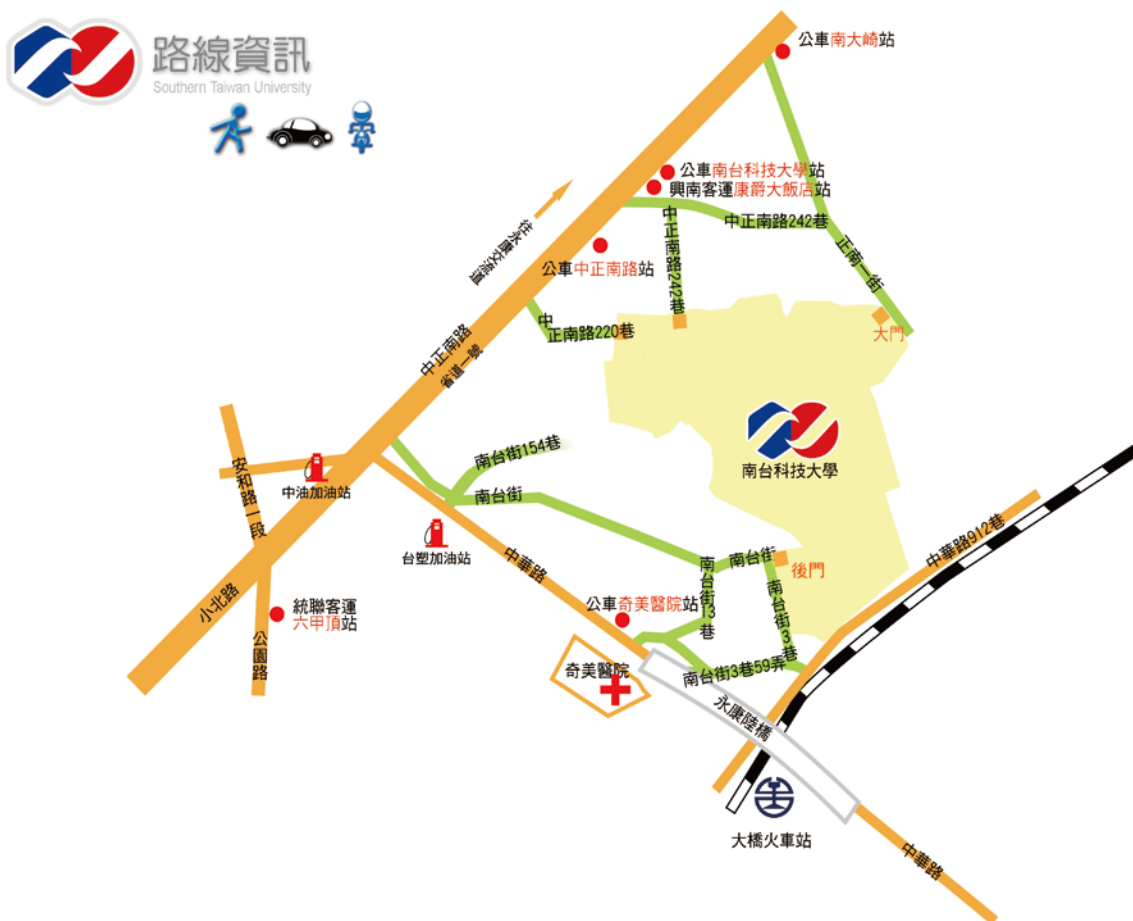 路線資訊
Southern Taiwan University
公車南大崎站
公車南台科技大學站
興南客運康爵大飯店站
中正南路242巷
中正南路242巷
正南一街
往永康交流道
公車中正南路站
中正南路220巷
大門
中正南路
省道一號
南台科技大學
安和路一段
中油加油站
南台街154巷
南台街
台塑加油站
中華路
中華路912巷
南台街
南台街13巷
後門
南台街3巷
小北路
統聯客運
六甲頂站
公園路
公車奇美醫院站
奇美醫院
南台街3巷59弄
永康陸橋
大橋火車站
中華路